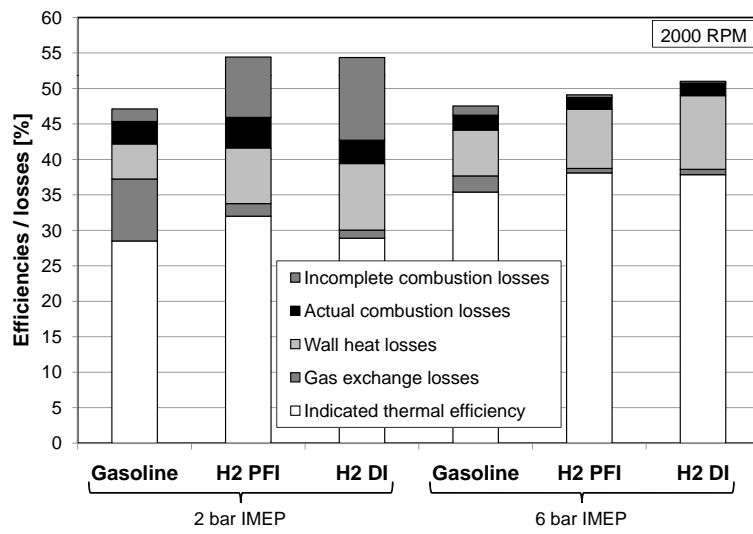 Efficiencies / losses [%]
60
55
50
45
40
35
30
25
20
15
10
5
0
2000 RPM
Incomplete combustion losses
Actual combustion losses
Wall heat losses
Gas exchange losses
Indicated thermal efficiency
Gasoline H2 PFI H2 DI Gasoline H2 PFI H2 DI
2 bar IMEP 6 bar IMEP